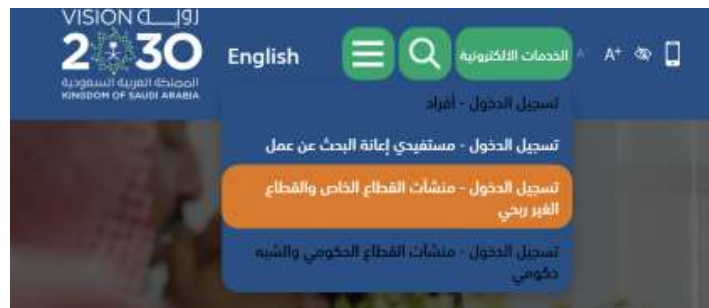 VISION رؤيــــة
2030
المملكة العربية السعودية
KINGDOM OF SAUDI ARABIA
English
الخدمات الالكترونية
A-
A+
تسجيل الدخول - أفراد
تسجيل الدخول - مستفيدي إعانة البحث عن عمل
تسجيل الدخول - منشآت القطاع الخاص والقطاع
الغير ربحي
تسجيل الدخول - منشآت القطاع الحكومي والشبه
حكومي